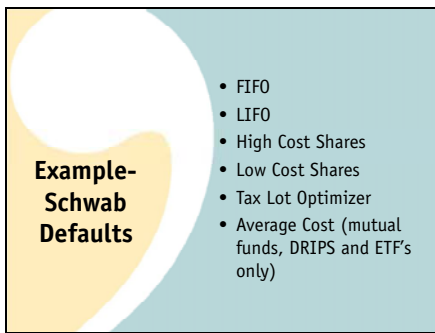 Example-
Schwab
Defaults
• FIFO
• LIFO
• High Cost Shares
• Low Cost Shares
• Tax Lot Optimizer
• Average Cost (mutual
funds, DRIPS and ETF's
only)